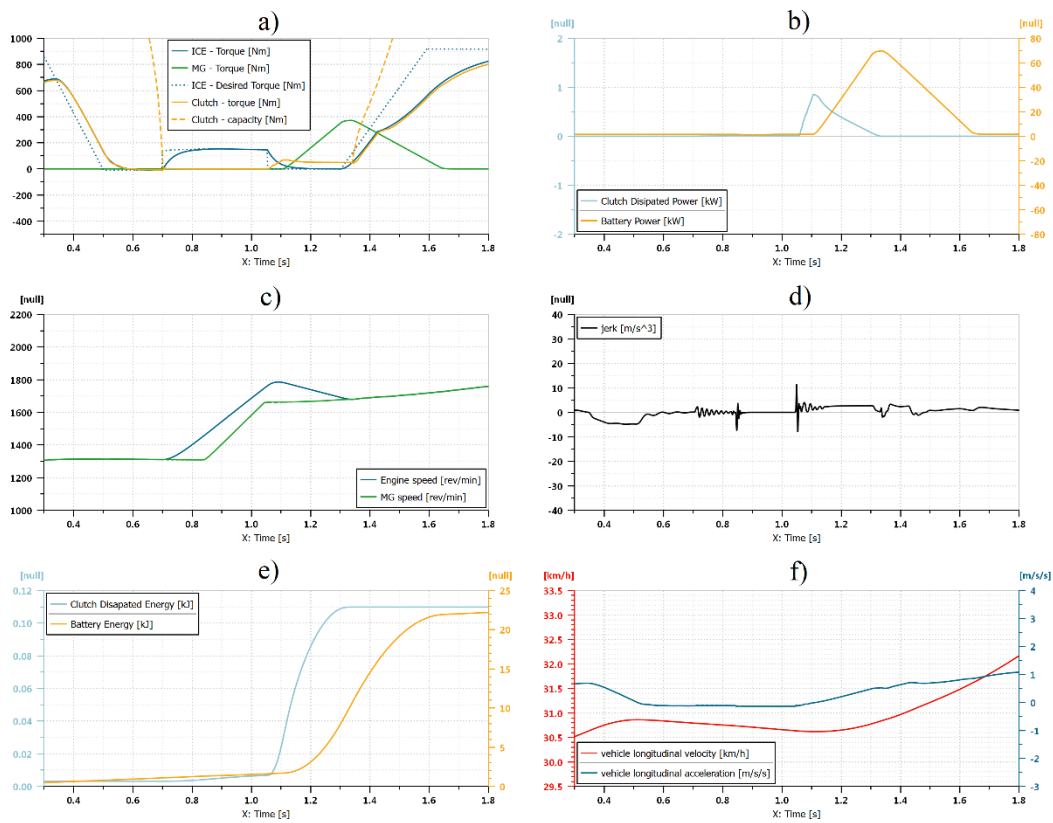 a)
1000
800
600
400
200
0
-200
-400
ICE - Torque [Nm]
MG - Torque [Nm]
ICE - Desired Torque [Nm]
Clutch - torque [Nm]
Clutch - capacity [Nm]
0.4 0.6 0.8 1.0 1.2 1.4 1.6 1.8
X: Time [s]
b)
[null] [null]
2
1
0
-1
-2
80
60
40
20
0
-20
-40
-60
-80
Clutch Disipated Power [kW]
Battery Power [kW]
0.4 0.6 0.8 1.0 1.2 1.4 1.6 1.8
X: Time [s]
c)
[null]
2200
2000
1800
1600
1400
1200
1000
Engine speed [rev/min]
MG speed [rev/min]
0.4 0.6 0.8 1.0 1.2 1.4 1.6 1.8
X: Time [s]
d)
[null]
40
30
20
10
0
-10
-20
-30
-40
jerk [m/s^3]
0.4 0.6 0.8 1.0 1.2 1.4 1.6 1.8
X: Time [s]
e)
[null] [null]
0.12
0.10
0.08
0.06
0.04
0.02
0.00
25
20
15
10
5
0
Clutch Disapated Energy [kJ]
Battery Energy [kJ]
0.4 0.6 0.8 1.0 1.2 1.4 1.6 1.8
X: Time [s]
f)
[km/h] [m/s/s]
33.5
33.0
32.5
32.0
31.5
31.0
30.5
30.0
29.5
4
3
2
1
0
-1
-2
-3
vehicle longitudinal velocity [km/h]
vehicle longitudinal acceleration [m/s/s]
0.4 0.6 0.8 1.0 1.2 1.4 1.6 1.8
X: Time [s]